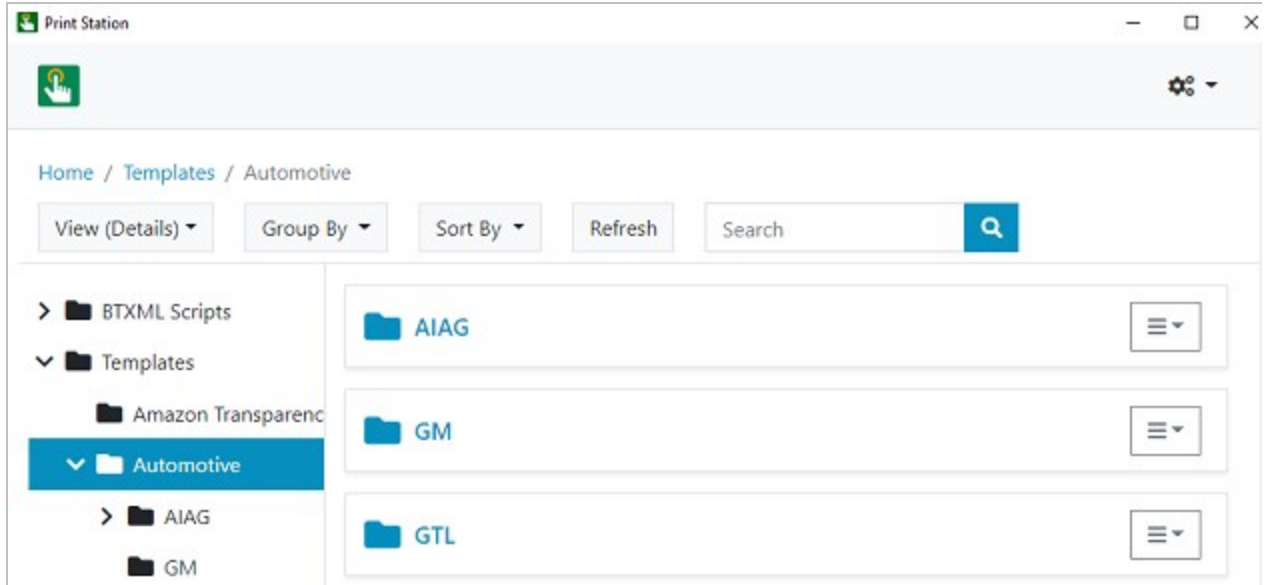 Print Station
Home / Templates / Automotive
View (Details) Group By Sort By Refresh Search
BTXML Scripts
Templates
Amazon Transparenc
Automotive
AIAG
GM
AIAG
GM
GTL